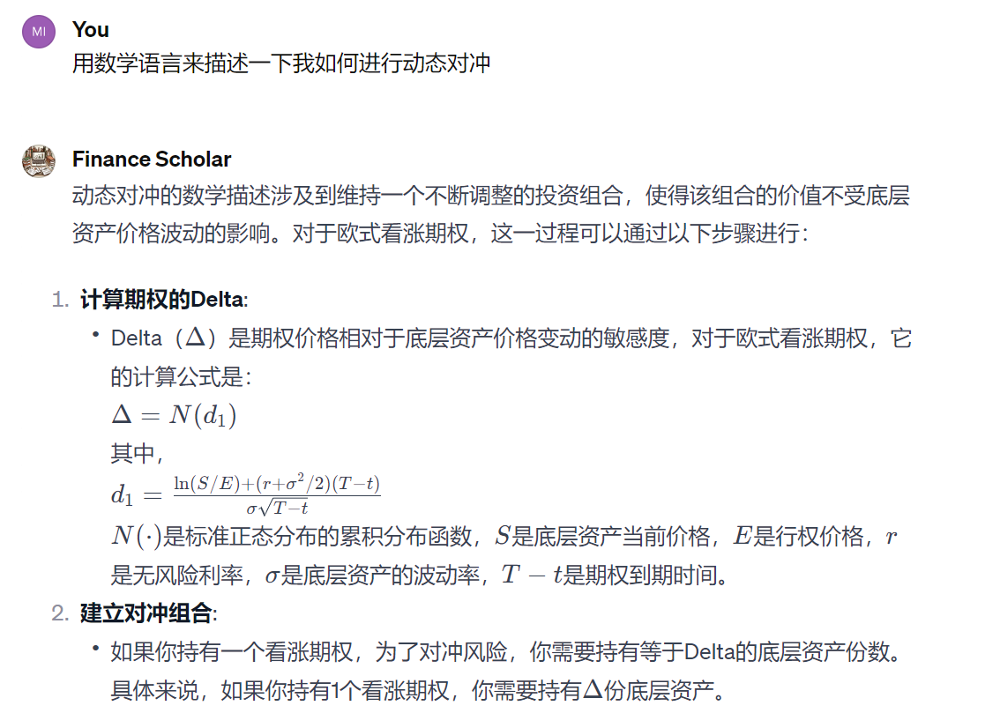 MI
You
用数学语言来描述一下我如何进行动态对冲
Finance Scholar
动态对冲的数学描述涉及到维持一个不断调整的投资组合，使得该组合的价值不受底层
资产价格波动的影响。对于欧式看涨期权，这一过程可以通过以下步骤进行：
1. 计算期权的Delta:
• Delta（Δ）是期权价格相对于底层资产价格变动的敏感度，对于欧式看涨期权，它
的计算公式是：
Δ = N(d₁)
其中，
d₁ = \frac{\ln(S/E)+(r+σ²/2)(T−t)}{σ\sqrt{T−t}}
N(·)是标准正态分布的累积分布函数，S是底层资产当前价格，E是行权价格，r
是无风险利率，σ是底层资产的波动率，T − t是期权到期时间。
2. 建立对冲组合:
• 如果你持有一个看涨期权，为了对冲风险，你需要持有等于Delta的底层资产份数。
具体来说，如果你持有1个看涨期权，你需要持有Δ份底层资产。